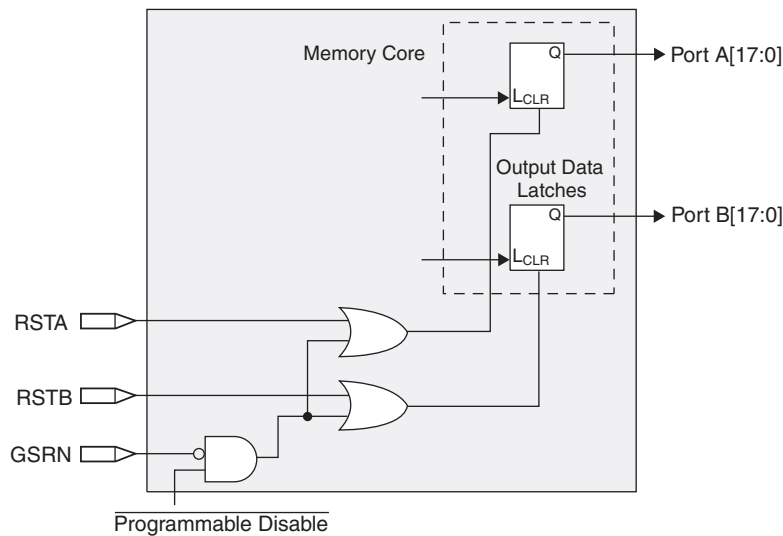 Memory Core
Q
Port A[17:0]
LCLR
Output Data
Latches
Q
Port B[17:0]
LCLR
RSTA
RSTB
GSRN
Programmable Disable